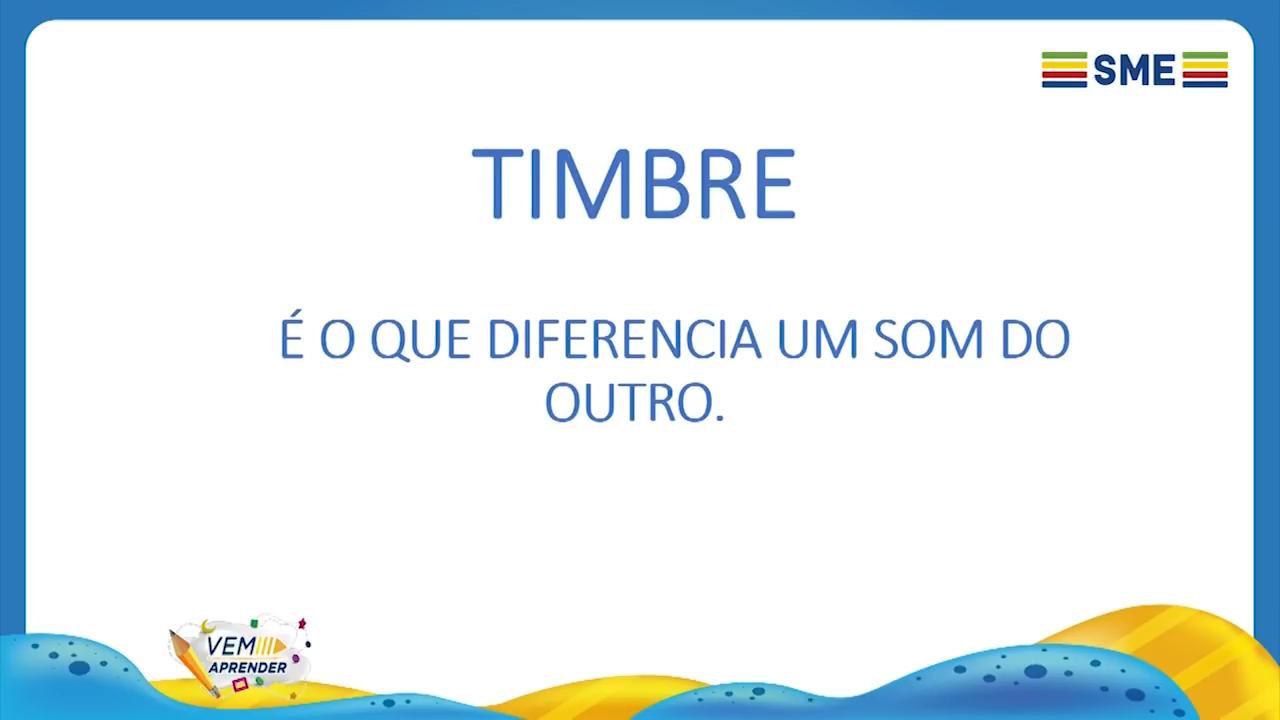 SME
TIMBRE
É O QUE DIFERENCIA UM SOM DO
OUTRO.
VEM
APRENDER